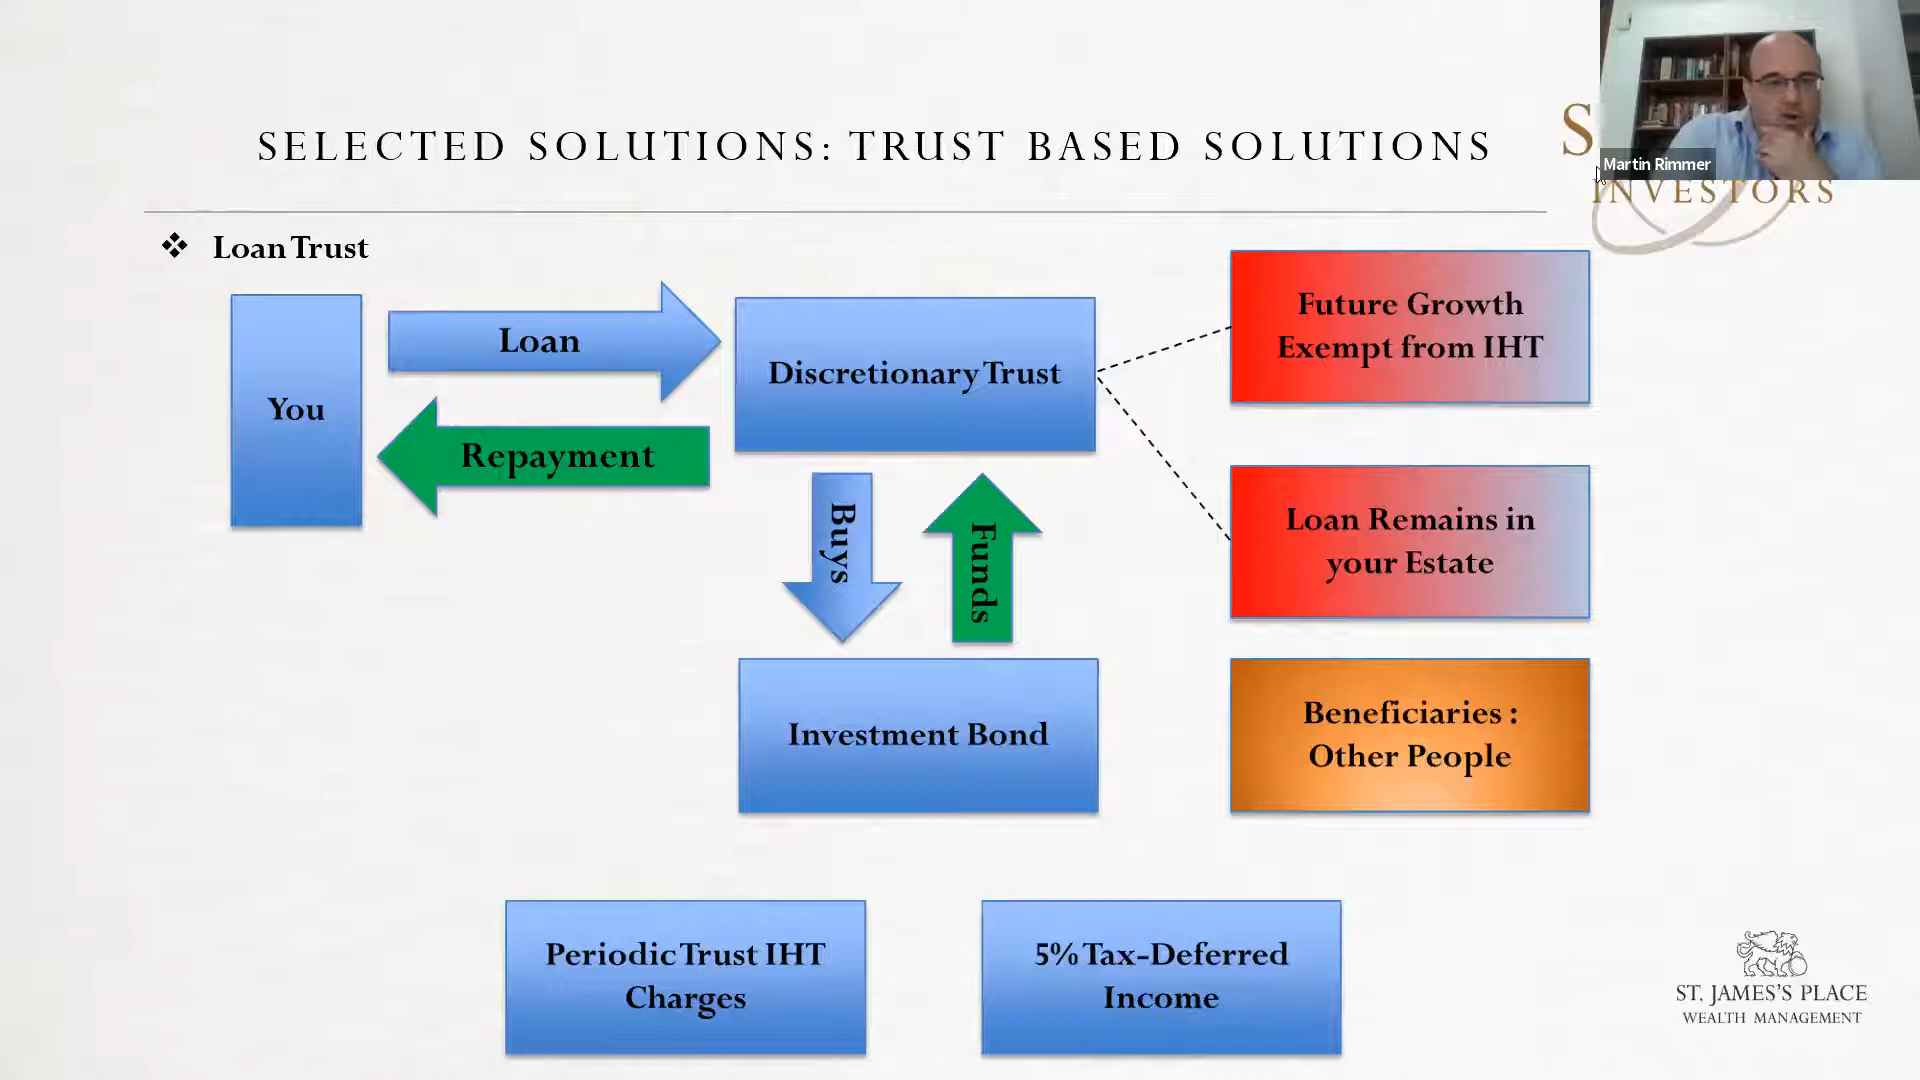 SELECTED SOLUTIONS: TRUST BASED SOLUTIONS
S
Martin Rimmer
INVESTORS
❖ Loan Trust
You
Loan
Repayment
Discretionary Trust
Buys
Funds
Investment Bond
Future Growth
Exempt from IHT
Loan Remains in
your Estate
Beneficiaries :
Other People
Periodic Trust IHT
Charges
5% Tax-Deferred
Income
ST. JAMES'S PLACE
WEALTH MANAGEMENT